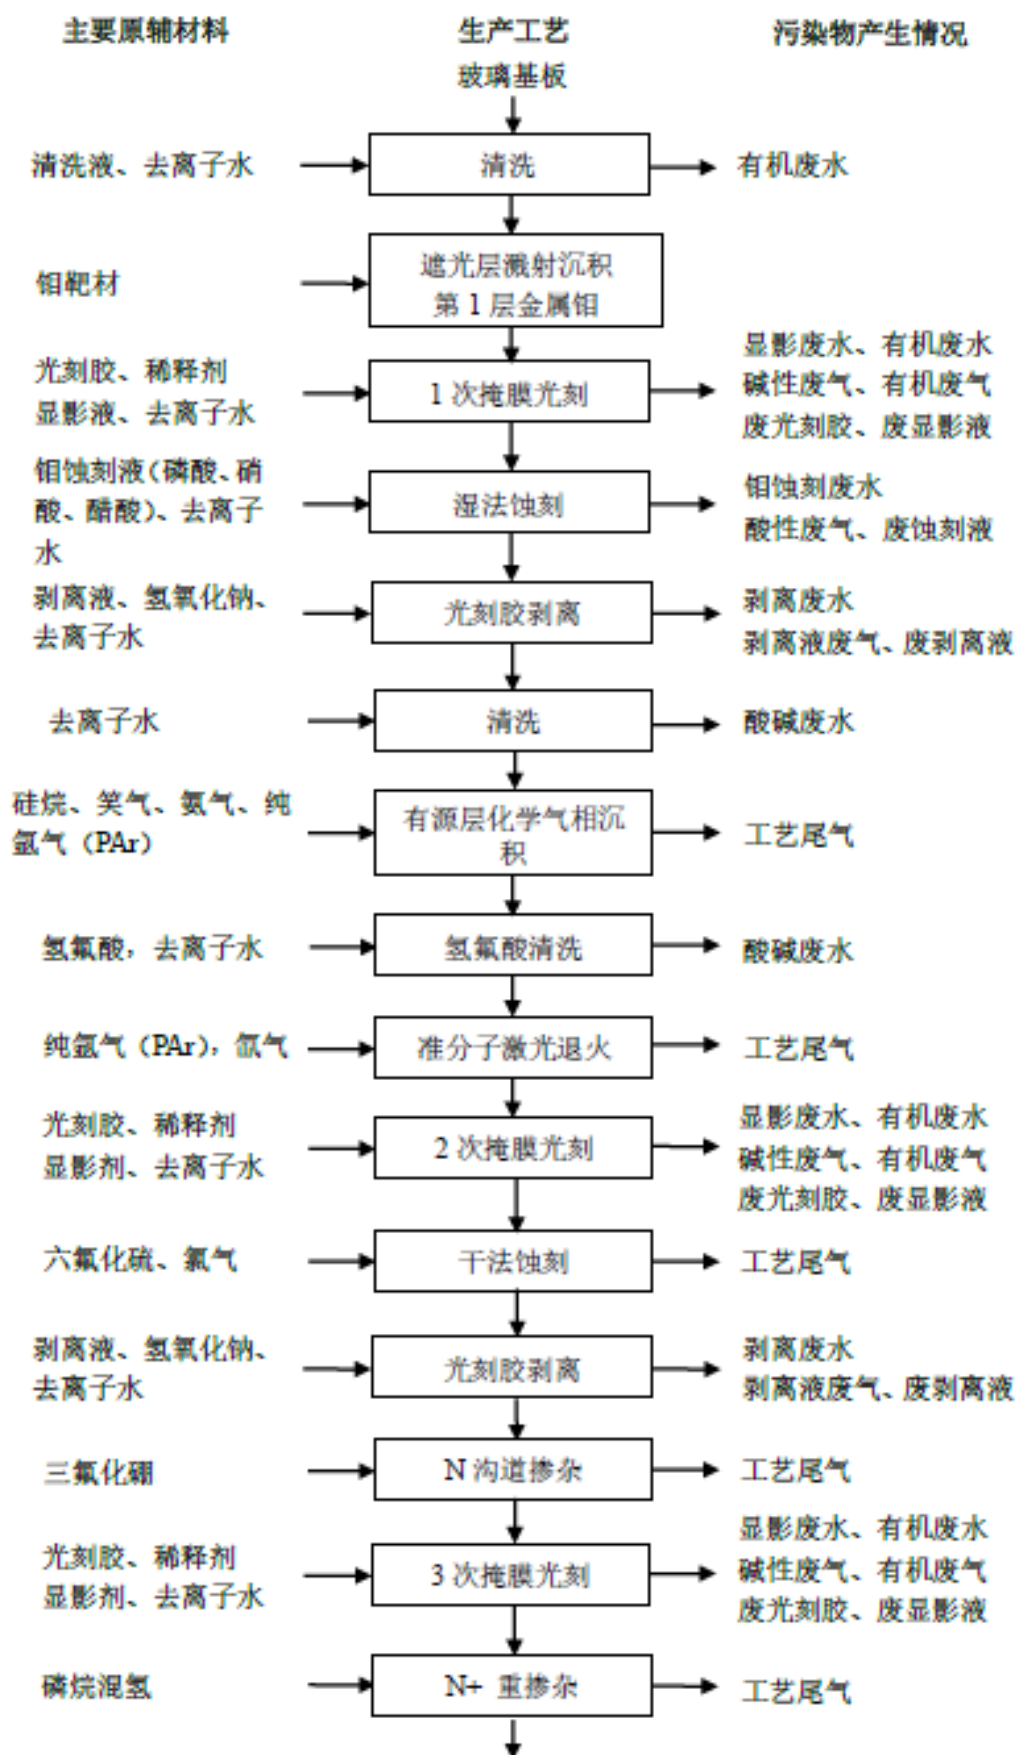 主要原辅材料
生产工艺
污染物产生情况
玻璃基板
清洗液、去离子水
清洗
有机废水
钼靶材
遮光层溅射沉积
第1层金属钼
光刻胶、稀释剂
显影液、去离子水
1次掩膜光刻
显影废水、有机废水
碱性废气、有机废气
废光刻胶、废显影液
钼蚀刻液（磷酸、硝
酸、醋酸）、去离子
水
湿法蚀刻
钼蚀刻废水
酸性废气、废蚀刻液
剥离液、氢氧化钠、
去离子水
光刻胶剥离
剥离废水
剥离液废气、废剥离液
去离子水
清洗
酸碱废水
硅烷、笑气、氨气、纯
氩气（PAr）
有源层化学气相沉
积
工艺尾气
氢氟酸，去离子水
氢氟酸清洗
酸碱废水
纯氩气（PAr），氙气
准分子激光退火
工艺尾气
光刻胶、稀释剂
显影剂、去离子水
2次掩膜光刻
显影废水、有机废水
碱性废气、有机废气
废光刻胶、废显影液
六氟化硫、氯气
干法蚀刻
工艺尾气
剥离液、氢氧化钠、
去离子水
光刻胶剥离
剥离废水
剥离液废气、废剥离液
三氟化硼
N沟道掺杂
工艺尾气
光刻胶、稀释剂
显影剂、去离子水
3次掩膜光刻
显影废水、有机废水
碱性废气、有机废气
废光刻胶、废显影液
磷烷混氢
N+ 重掺杂
工艺尾气